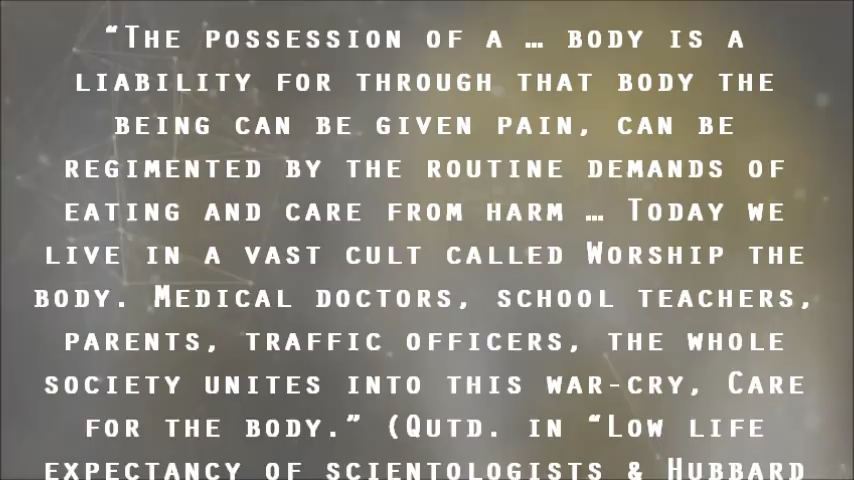 “The possession of a … body is a
liability for through that body the
being can be given pain, can be
regimented by the routine demands of
eating and care from harm … Today we
live in a vast cult called Worship the
body. Medical doctors, school teachers,
parents, traffic officers, the whole
society unites into this war-cry, Care
for the body.” (Qutd. in “Low life
expectancy of scientologists & Hubbard